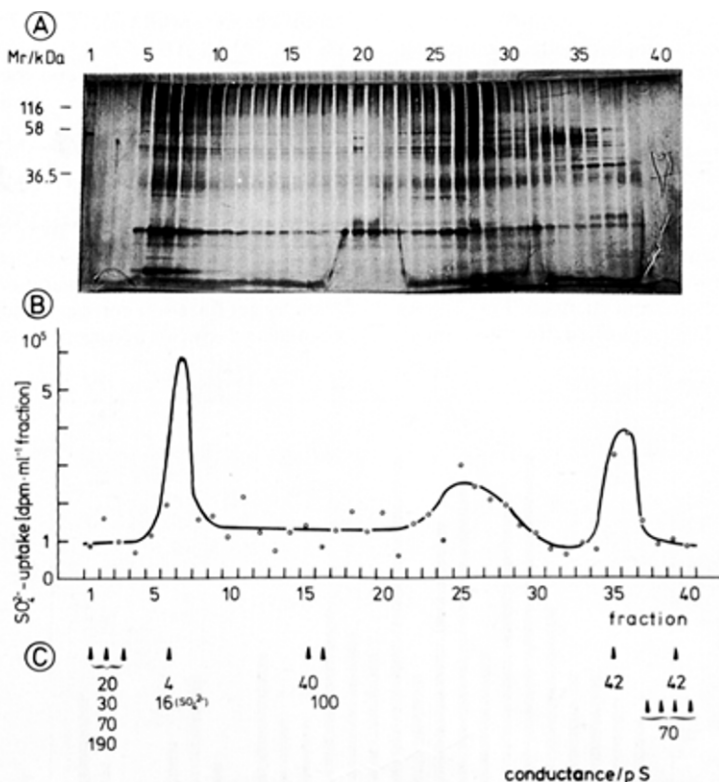 A
Mr/kDa 1 5 10 15 20 25 30 35 40
116
58
36.5
B
10⁵
5
1
0
SO₄²⁻-uptake [dpm·ml⁻¹ fraction]
1 5 10 15 20 25 30 35 40
fraction
C
20 4 40 42 42
30 16 (SO₄²⁻) 100 70
70
190
conductance/pS